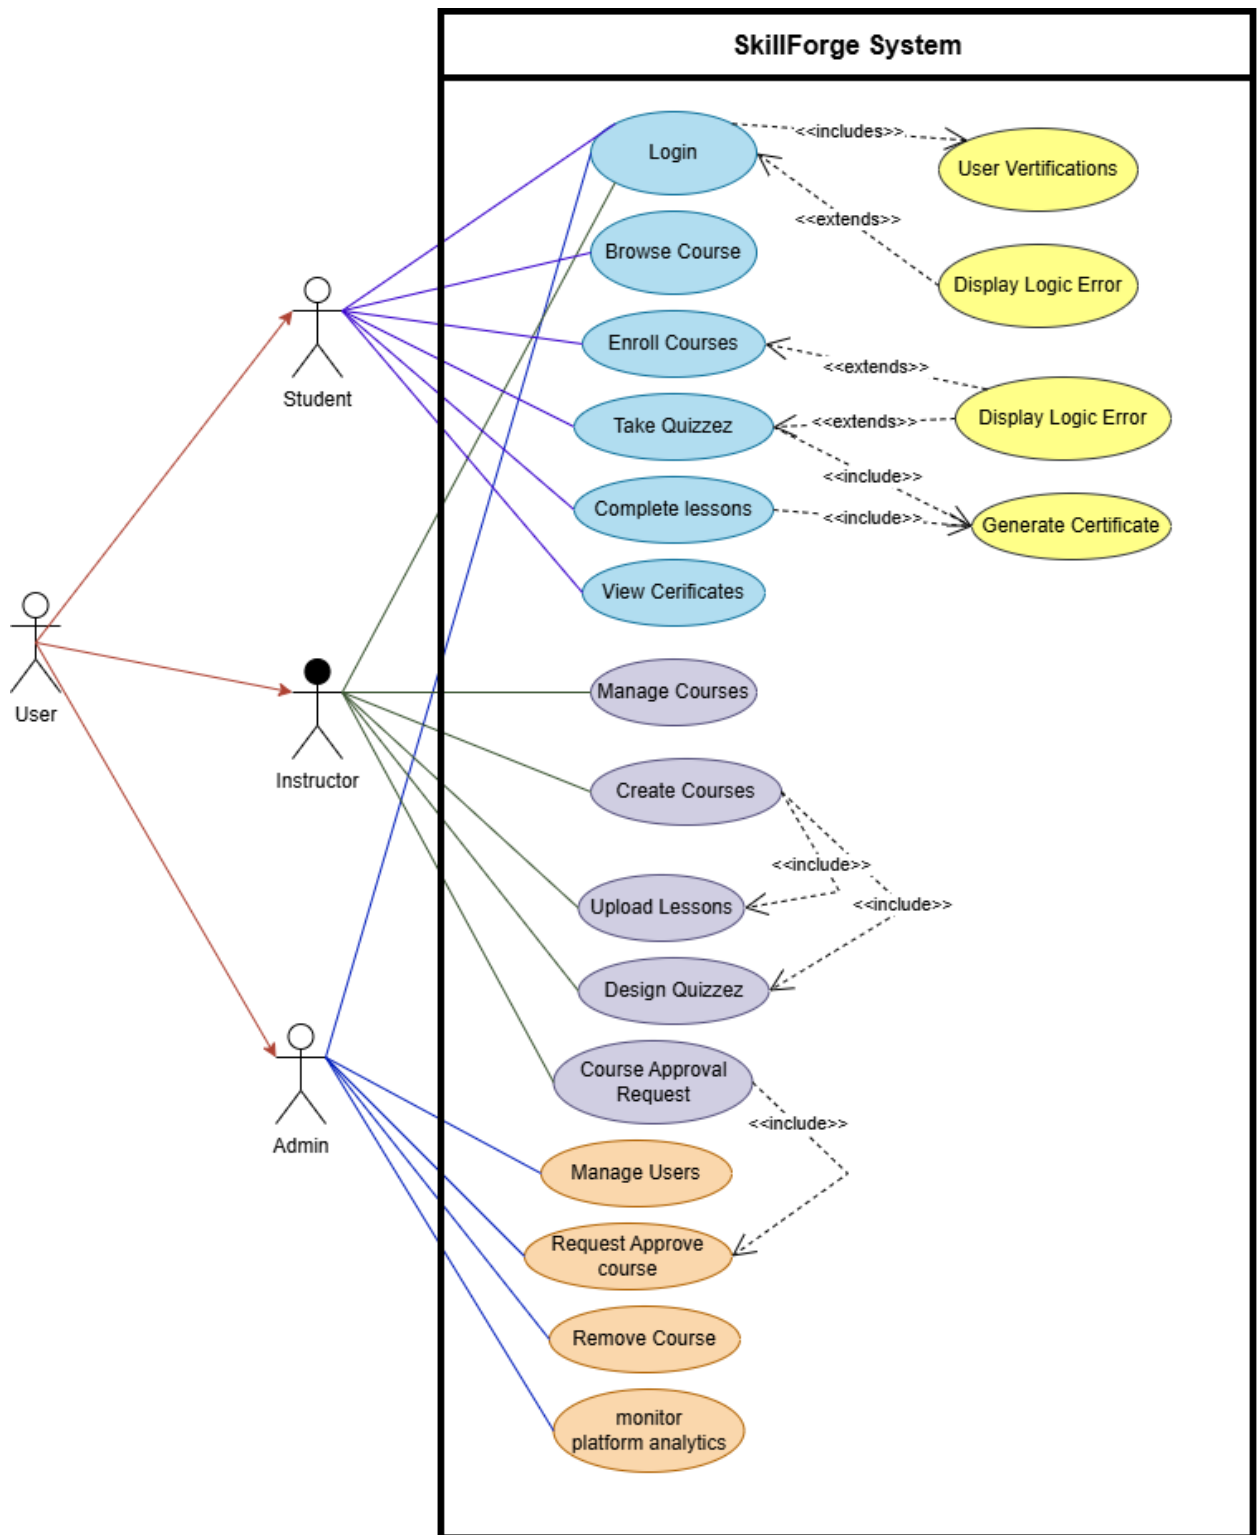 SkillForge System
Login
<<includes>>
User Vertifications
<<extends>>
Browse Course
Display Logic Error
Enroll Courses
<<extends>>
Student
Take Quizzez
<<extends>>
Display Logic Error
<<include>>
Complete lessons
<<include>>
Generate Certificate
View Cerificates
User
Manage Courses
Instructor
Create Courses
<<include>>
Upload Lessons
<<include>>
Design Quizzez
Course Approval
Request
<<include>>
Admin
Manage Users
Request Approve
course
Remove Course
monitor
platform analytics